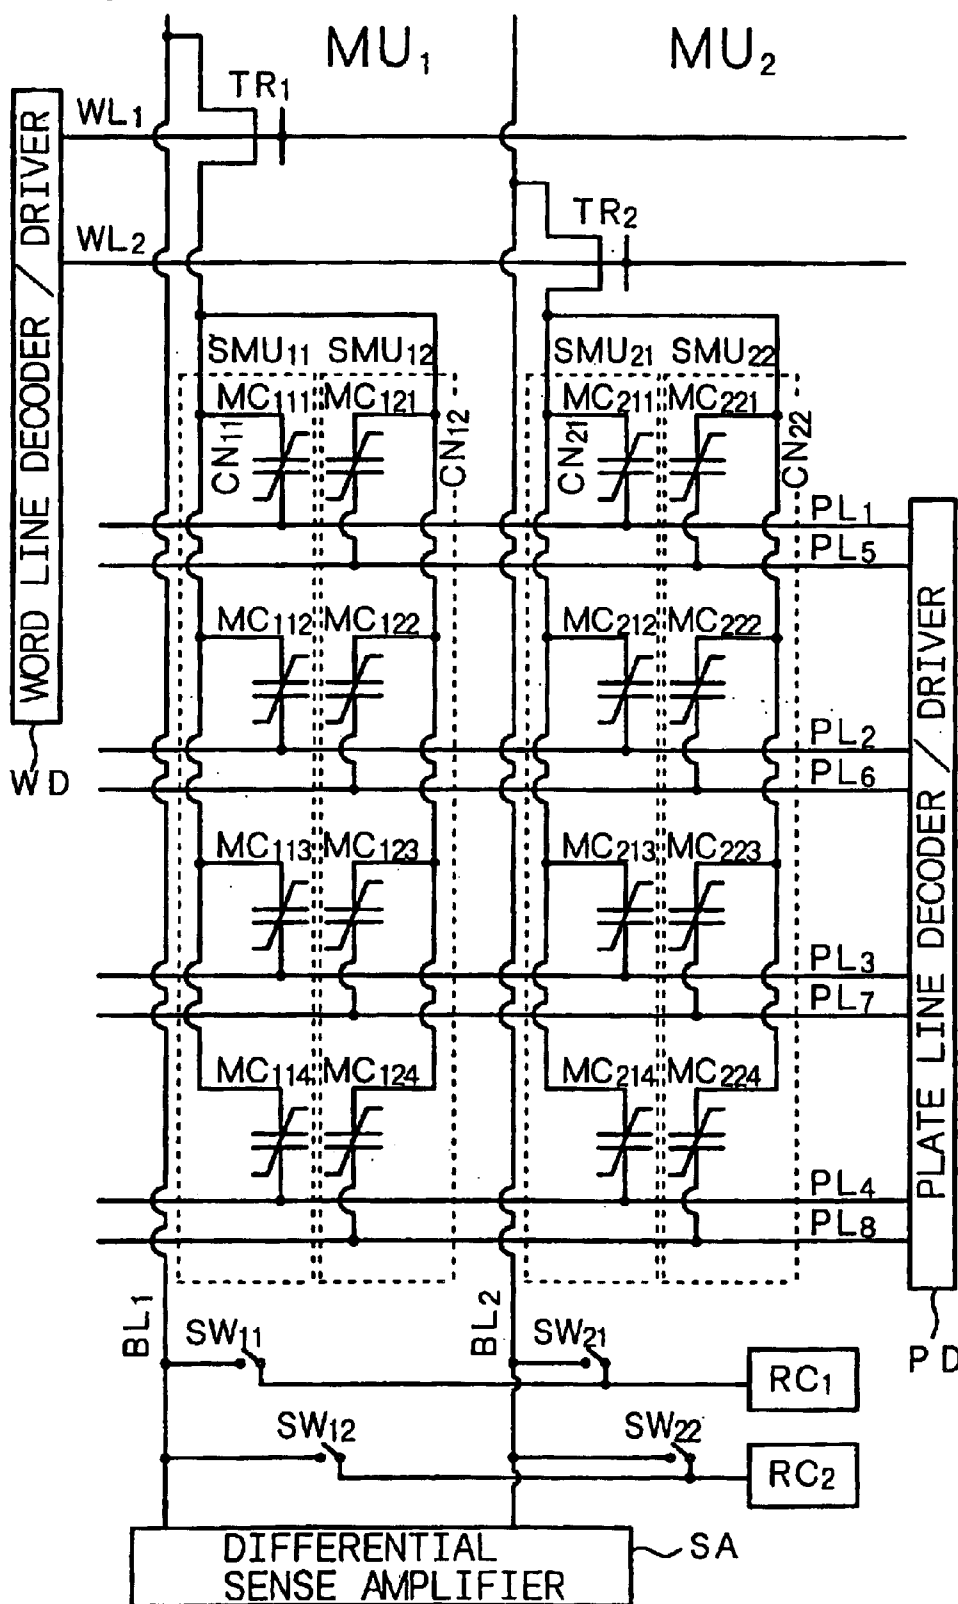 MU1 MU2
TR1
WL1
TR2
WL2
WORD LINE DECODER / DRIVER
WD
SMU11 SMU12 SMU21 SMU22
MC111 MC121 MC211 MC221
CN11 CN12 CN21 CN22
PL1
PL5
MC112 MC122 MC212 MC222
PL2
PL6
MC113 MC123 MC213 MC223
PL3
PL7
MC114 MC124 MC214 MC224
PL4
PL8
PLATE LINE DECODER / DRIVER
PD
BL1 BL2
SW11 SW21
RC1
SW12 SW22
RC2
DIFFERENTIAL
SENSE AMPLIFIER
SA